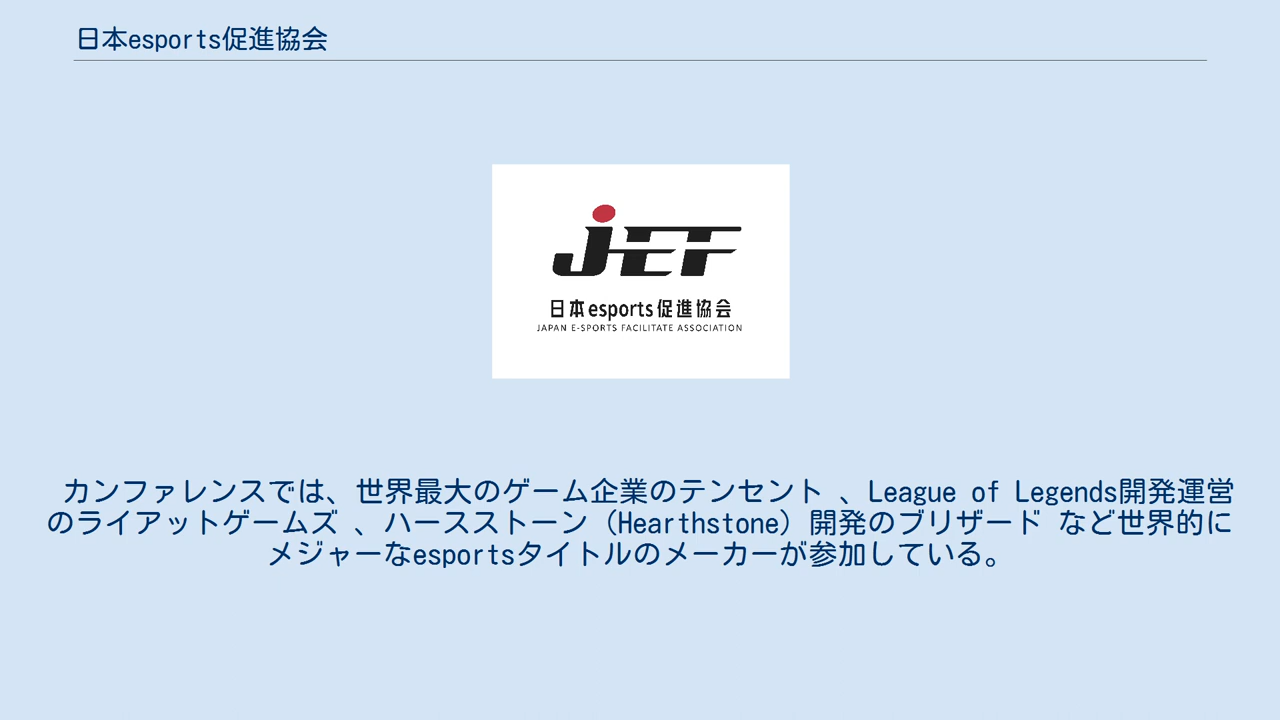 日本esports促進協会
JEF
日本esports促進協会
JAPAN E-SPORTS FACILITATE ASSOCIATION
カンファレンスでは、世界最大のゲーム企業のテンセント 、League of Legends開発運営
のライアットゲームズ 、ハースストーン（Hearthstone）開発のブリザード など世界的に
メジャーなesportsタイトルのメーカーが参加している。